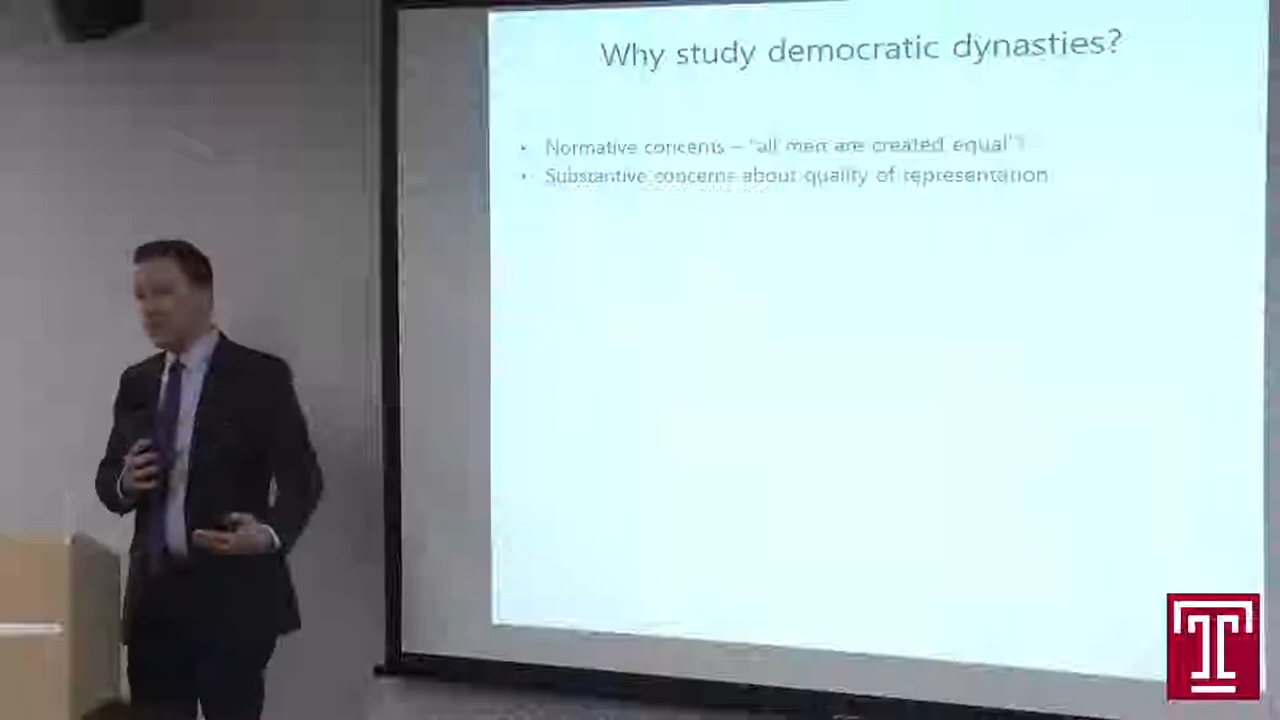 Why study democratic dynasties?
• Normative concerns – "all men are created equal"?
• Substantive concerns about quality of representation
T